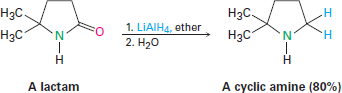 H₃C
H₃C
N
H
O
1. LiAlH₄, ether
2. H₂O
H₃C
H₃C
N
H
H
H
A lactam
A cyclic amine (80%)